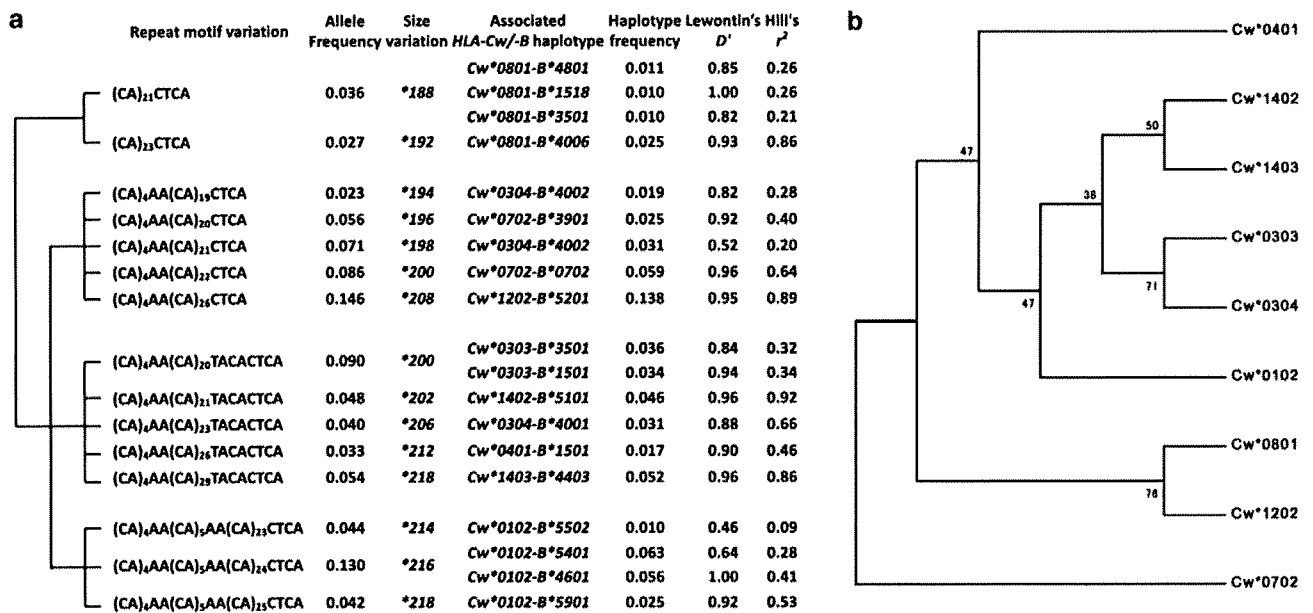 a
Repeat motif variation Allele Frequency Size variation Associated HLA-Cw/-B haplotype Haplotype frequency Lewontin's D' Hill's r²
Cw*0801-B*4801 0.011 0.85 0.26
(CA)₂₁CTCA 0.036 *188 Cw*0801-B*1518 0.010 1.00 0.26
Cw*0801-B*3501 0.010 0.82 0.21
(CA)₂₃CTCA 0.027 *192 Cw*0801-B*4006 0.025 0.93 0.86
(CA)₄AA(CA)₁₉CTCA 0.023 *194 Cw*0304-B*4002 0.019 0.82 0.28
(CA)₄AA(CA)₂₀CTCA 0.056 *196 Cw*0702-B*3901 0.025 0.92 0.40
(CA)₄AA(CA)₂₁CTCA 0.071 *198 Cw*0304-B*4002 0.031 0.52 0.20
(CA)₄AA(CA)₂₂CTCA 0.086 *200 Cw*0702-B*0702 0.059 0.96 0.64
(CA)₄AA(CA)₂₆CTCA 0.146 *208 Cw*1202-B*5201 0.138 0.95 0.89
Cw*0303-B*3501 0.036 0.84 0.32
(CA)₄AA(CA)₂₀TACACTCA 0.090 *200
Cw*0303-B*1501 0.034 0.94 0.34
(CA)₄AA(CA)₂₁TACACTCA 0.048 *202 Cw*1402-B*5101 0.046 0.96 0.92
(CA)₄AA(CA)₂₃TACACTCA 0.040 *206 Cw*0304-B*4001 0.031 0.88 0.66
(CA)₄AA(CA)₂₆TACACTCA 0.033 *212 Cw*0401-B*1501 0.017 0.90 0.46
(CA)₄AA(CA)₂₉TACACTCA 0.054 *218 Cw*1403-B*4403 0.052 0.96 0.86
(CA)₄AA(CA)₅AA(CA)₂₃CTCA 0.044 *214 Cw*0102-B*5502 0.010 0.46 0.09
Cw*0102-B*5401 0.063 0.64 0.28
(CA)₄AA(CA)₅AA(CA)₂₄CTCA 0.130 *216
Cw*0102-B*4601 0.056 1.00 0.41
(CA)₄AA(CA)₅AA(CA)₂₅CTCA 0.042 *218 Cw*0102-B*5901 0.025 0.92 0.53
b
Cw*0401
Cw*1402
50
47
Cw*1403
38
Cw*0303
71
Cw*0304
47
Cw*0102
Cw*0801
76
Cw*1202
Cw*0702